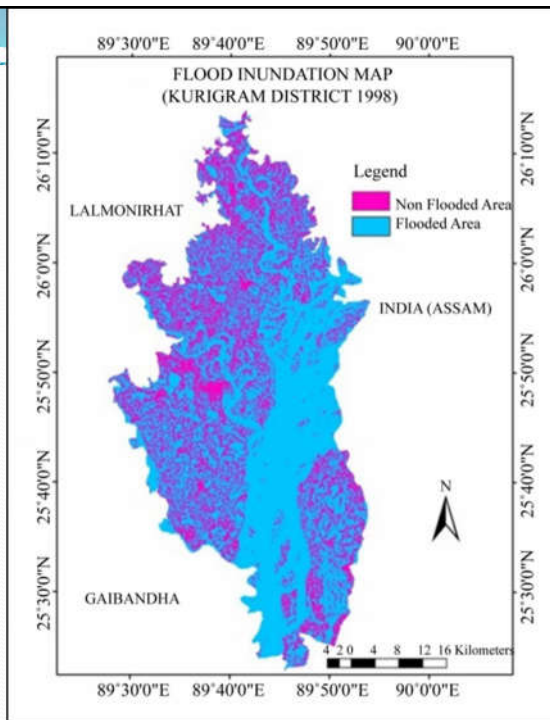 89°30'0"E 89°40'0"E 89°50'0"E 90°00'0"E
FLOOD INUNDATION MAP
(KURIGRAM DISTRICT 1998)
26°10'0"N
26°10'0"N
Legend
Non Flooded Area
Flooded Area
LALMONIRHAT
26°0'0"N
26°0'0"N
INDIA (ASSAM)
25°50'0"N
25°50'0"N
25°40'0"N
25°40'0"N
N
25°30'0"N
25°30'0"N
GAIBANDHA
4 2 0 4 8 12 16 Kilometers
89°30'0"E 89°40'0"E 89°50'0"E 90°00'0"E